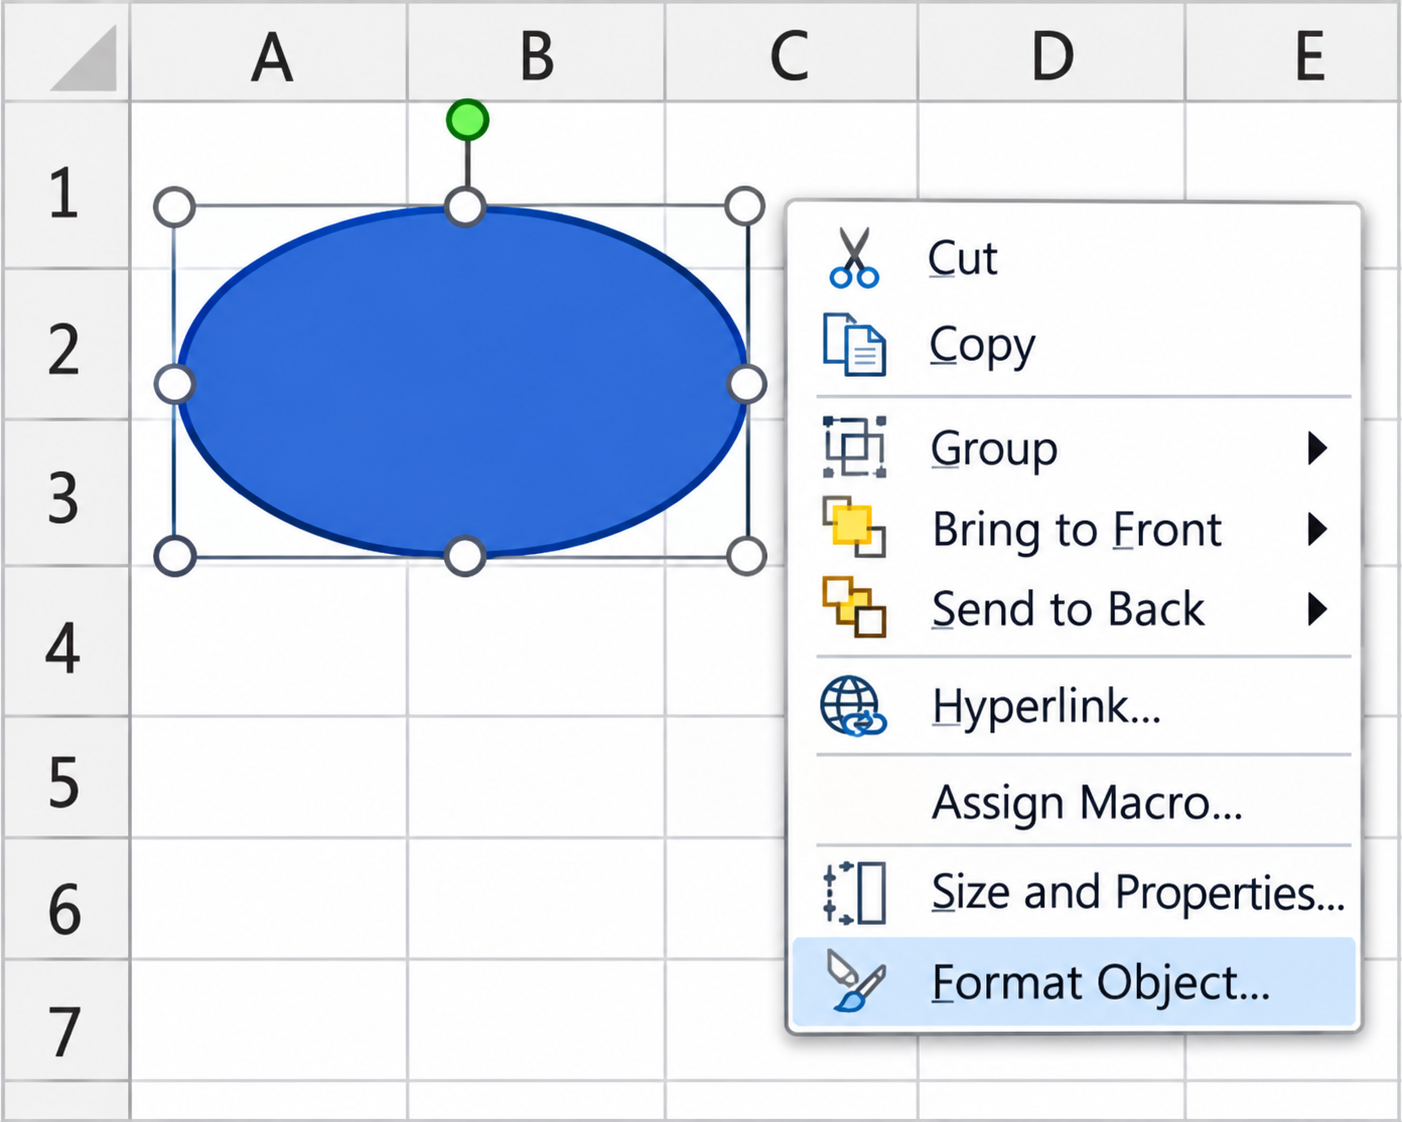 A B C D E
1
2
3
4
5
6
7
Cut
Copy
Group
Bring to Front
Send to Back
Hyperlink...
Assign Macro...
Size and Properties...
Format Object...